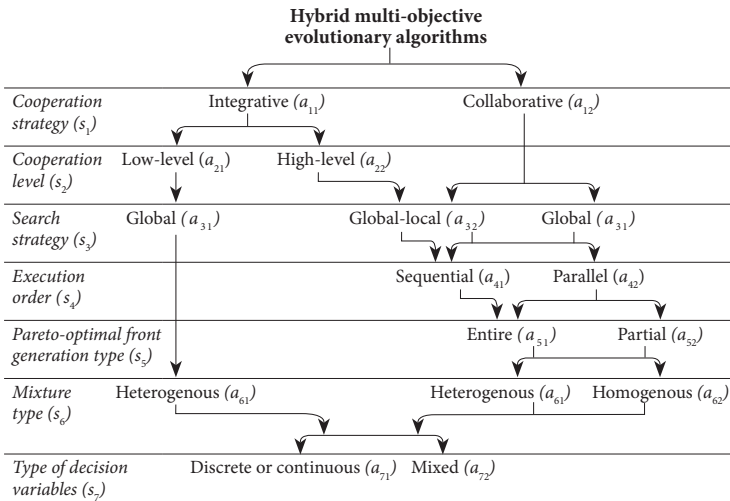 Hybrid multi-objective
evolutionary algorithms
Cooperation
strategy (s1)
Integrative (a11)
Collaborative (a12)
Cooperation
level (s2)
Low-level (a21)
High-level (a22)
Search
strategy (s3)
Global (a31)
Global-local (a32)
Global (a31)
Execution
order (s4)
Sequential (a41)
Parallel (a42)
Pareto-optimal front
generation type (s5)
Entire (a51)
Partial (a52)
Mixture
type (s6)
Heterogenous (a61)
Heterogenous (a61)
Homogenous (a62)
Type of decision
variables (s7)
Discrete or continuous (a71)
Mixed (a72)